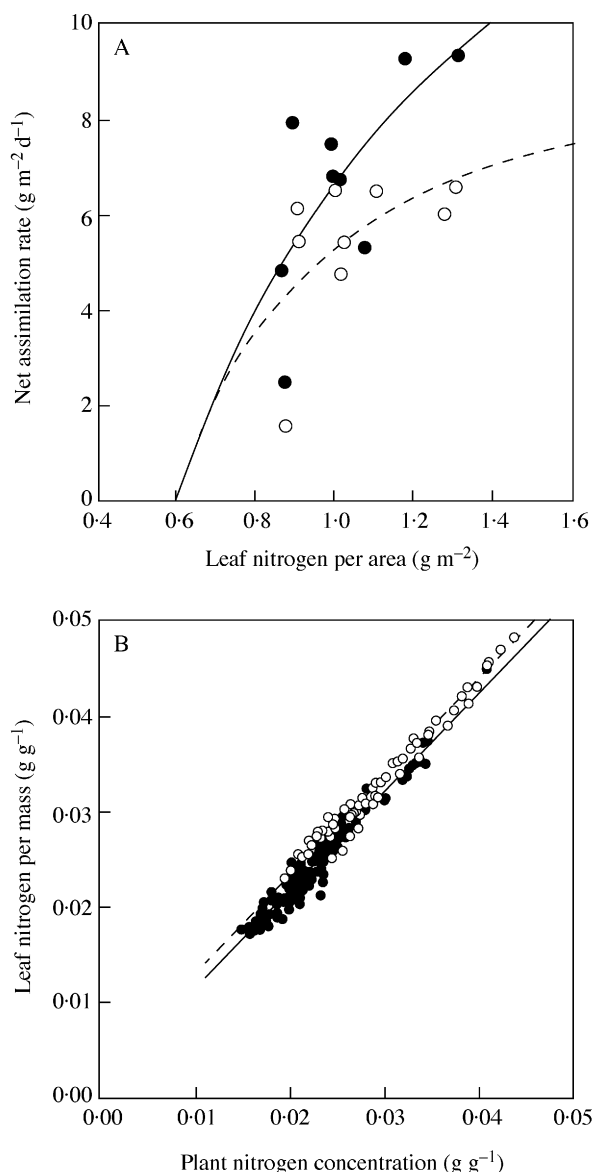 A
10
8
6
4
2
0
Net assimilation rate (g m⁻² d⁻¹)
0·4 0·6 0·8 1·0 1·2 1·4 1·6
Leaf nitrogen per area (g m⁻²)
B
0·05
0·04
0·03
0·02
0·01
0·00
Leaf nitrogen per mass (g g⁻¹)
0·00 0·01 0·02 0·03 0·04 0·05
Plant nitrogen concentration (g g⁻¹)